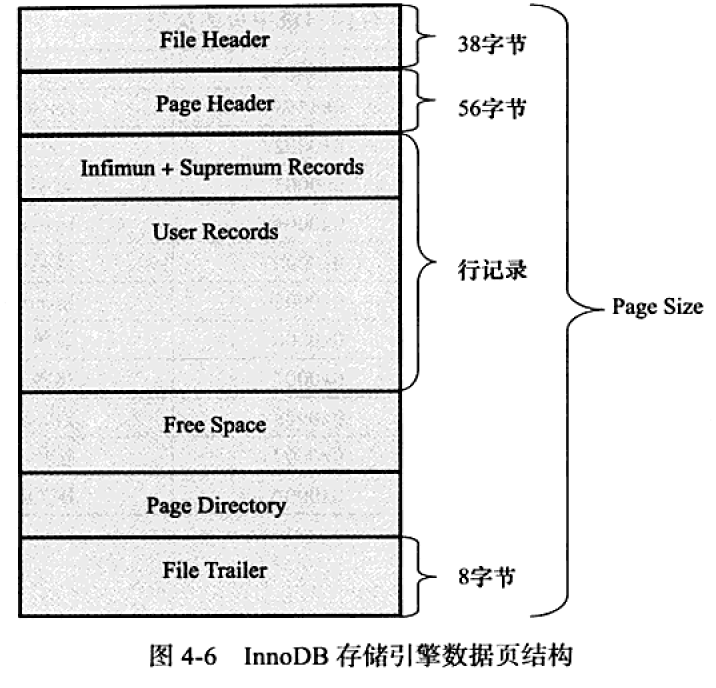 File Header
38字节
Page Header
56字节
Infimun + Supremum Records
User Records
行记录
Page Size
Free Space
Page Directory
File Trailer
8字节
图 4-6 InnoDB 存储引擎数据页结构